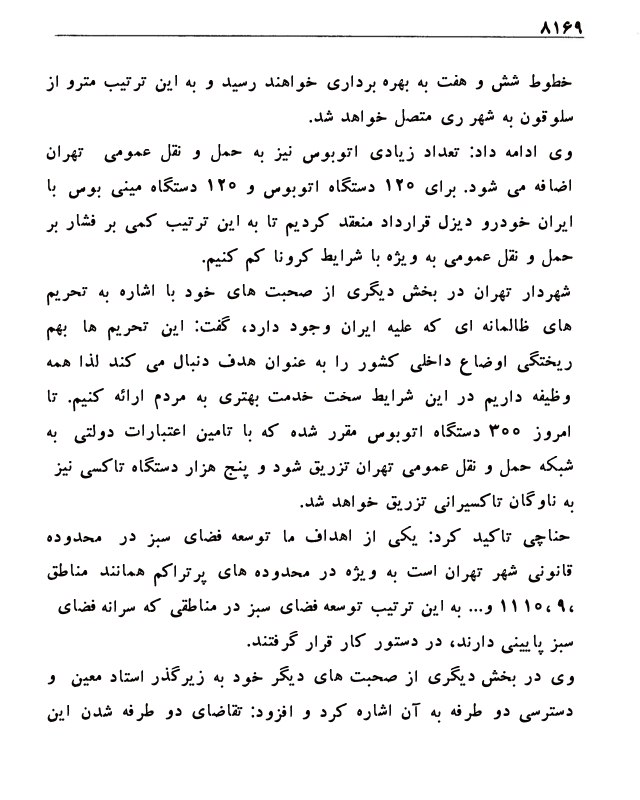 ۸۱۶۹
خطوط شش و هفت به بهره برداری خواهند رسید و به این ترتیب مترو از
سلوقون به شهر ری متصل خواهد شد.
وی ادامه داد: تعداد زیادی اتوبوس نیز به حمل و نقل عمومی تهران
اضافه می شود. برای ۱۲۰ دستگاه اتوبوس و ۱۲۰ دستگاه مینی بوس با
ایران خودرو دیزل قرارداد منعقد کردیم تا به این ترتیب کمی بر فشار بر
حمل و نقل عمومی به ویژه با شرایط کرونا کم کنیم.
شهردار تهران در بخش دیگری از صحبت های خود با اشاره به تحریم
های ظالمانه ای که علیه ایران وجود دارد، گفت: این تحریم ها بهم
ریختگی اوضاع داخلی کشور را به عنوان هدف دنبال می کند لذا همه
وظیفه داریم در این شرایط سخت خدمت بهتری به مردم ارائه کنیم. تا
امروز ۳۰۰ دستگاه اتوبوس مقرر شده که با تامین اعتبارات دولتی به
شبکه حمل و نقل عمومی تهران تزریق شود و پنج هزار دستگاه تاکسی نیز
به ناوگان تاکسیرانی تزریق خواهد شد.
حناچی تاکید کرد: یکی از اهداف ما توسعه فضای سبز در محدوده
قانونی شهر تهران است به ویژه در محدوده های پرتراکم همانند مناطق
،۹ ،۱۱۱۰ و... به این ترتیب توسعه فضای سبز در مناطقی که سرانه فضای
سبز پایینی دارند، در دستور کار قرار گرفتند.
وی در بخش دیگری از صحبت های دیگر خود به زیرگذر استاد معین و
دسترسی دو طرفه به آن اشاره کرد و افزود: تقاضای دو طرفه شدن این